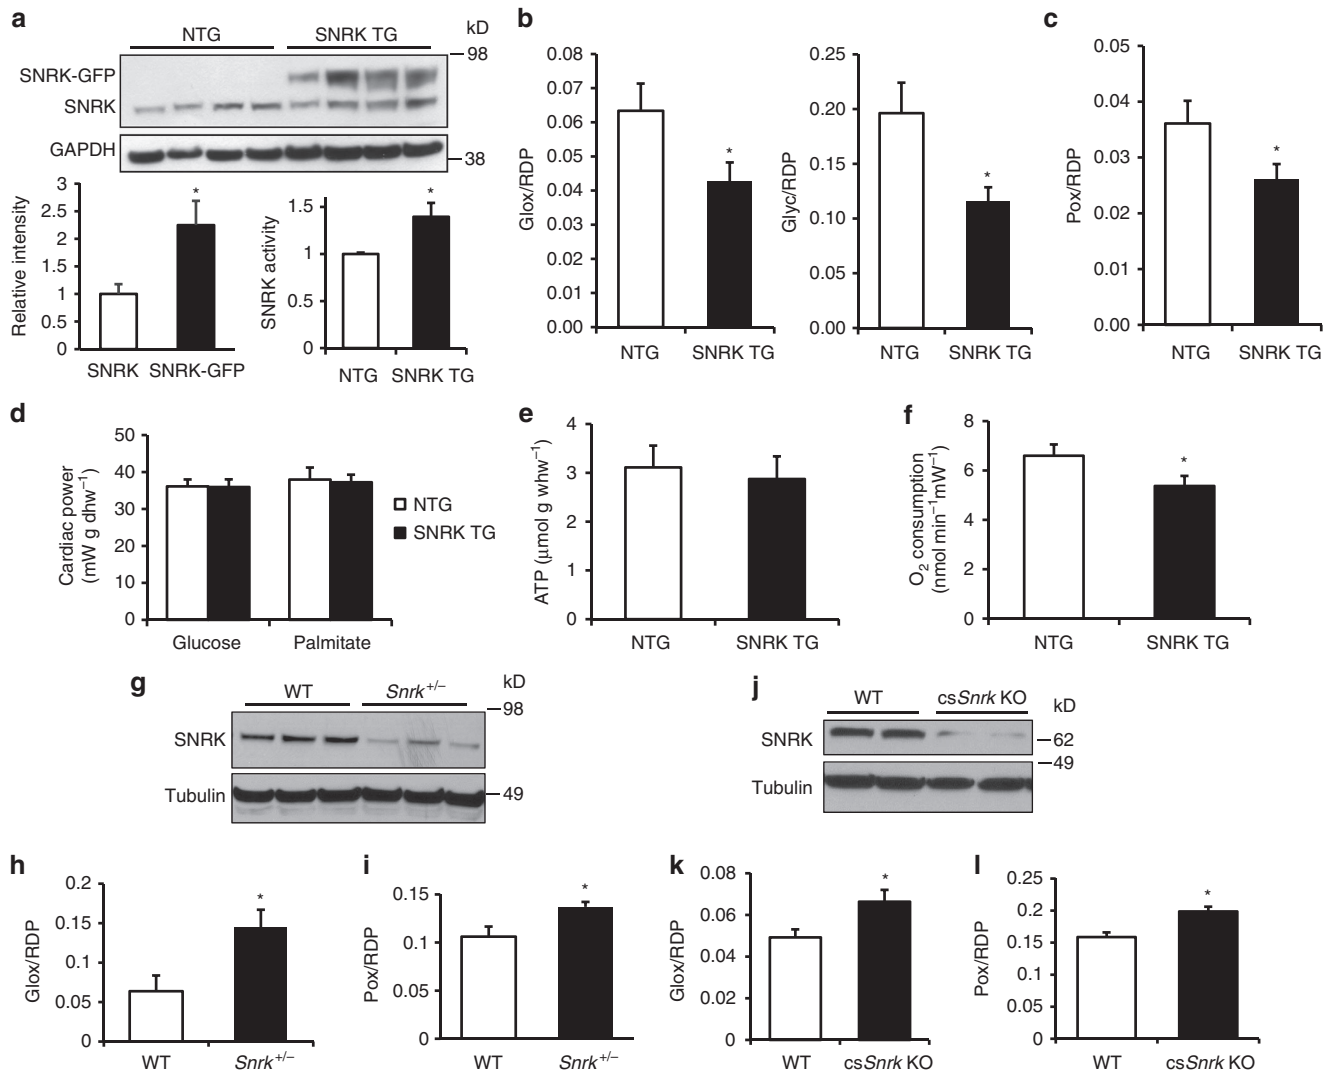 a
NTG
SNRK TG
kD
98
SNRK-GFP
SNRK
GAPDH
38
Relative intensity
3
2.5
2
1.5
1
0.5
0
*
SNRK SNRK-GFP
SNRK activity
1.5
1
0.5
0
*
NTG SNRK TG
b
Glox/RDP
0.08
0.07
0.06
0.05
0.04
0.03
0.02
0.01
0.00
*
NTG SNRK TG
Glyc/RDP
0.25
0.20
0.15
0.10
0.05
0.00
*
NTG SNRK TG
c
Pox/RDP
0.05
0.04
0.03
0.02
0.01
0.00
*
NTG SNRK TG
d
Cardiac power
(mW g dhw⁻¹)
50
40
30
20
10
0
Glucose Palmitate
NTG
SNRK TG
e
ATP (µmol g whw⁻¹)
4
3
2
1
0
NTG SNRK TG
f
O₂ consumption
(nmol min⁻¹mW⁻¹)
8
6
4
2
0
*
NTG SNRK TG
g
WT
Snrk⁺/⁻
kD
98
SNRK
Tubulin
49
j
WT
csSnrk KO
kD
SNRK
62
49
Tubulin
h
Glox/RDP
0.2
0.15
0.1
0.05
0
*
WT Snrk⁺/⁻
i
Pox/RDP
0.15
0.1
0.05
0
*
WT Snrk⁺/⁻
k
Glox/RDP
0.08
0.06
0.04
0.02
0
*
WT csSnrk KO
l
Pox/RDP
0.25
0.2
0.15
0.1
0.05
0
*
WT csSnrk KO